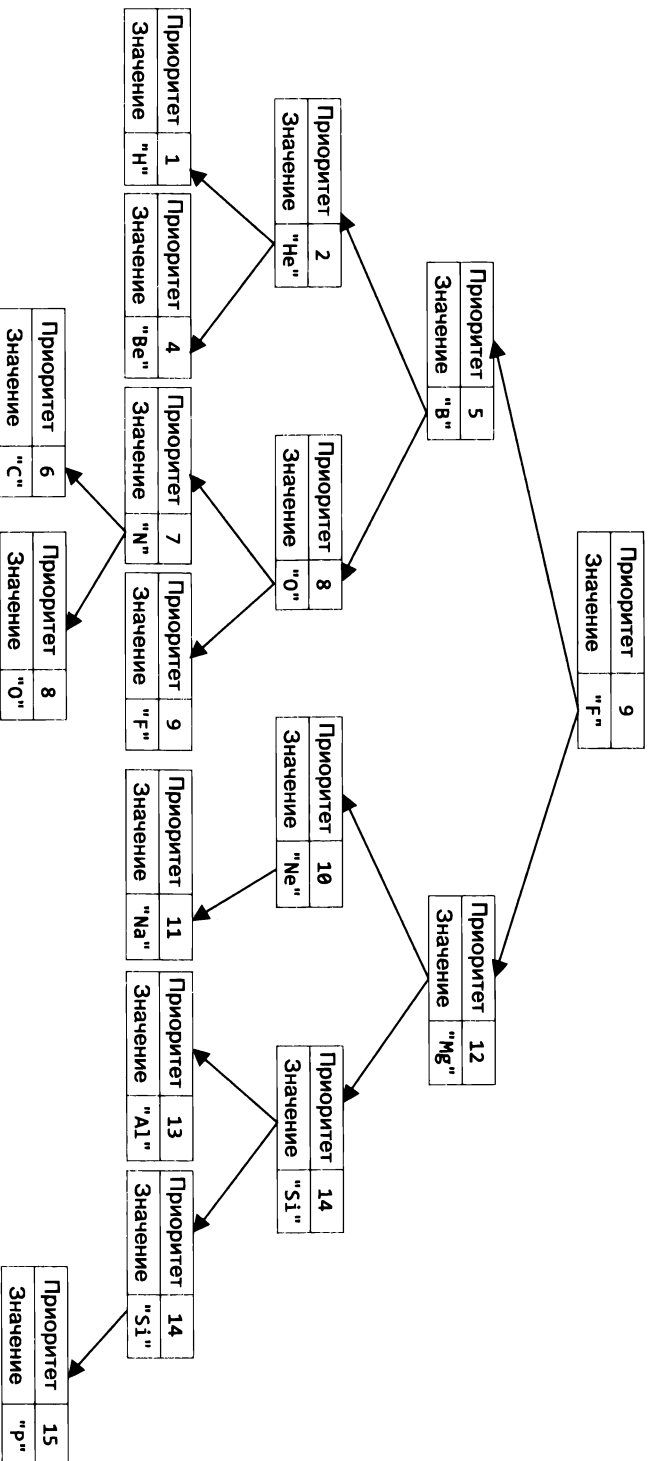 Приоритет 9
Значение "F"
Приоритет 5
Значение "B"
Приоритет 12
Значение "Mg"
Приоритет 2
Значение "He"
Приоритет 8
Значение "O"
Приоритет 10
Значение "Ne"
Приоритет 14
Значение "Si"
Приоритет 1
Значение "H"
Приоритет 4
Значение "Be"
Приоритет 7
Значение "N"
Приоритет 9
Значение "F"
Приоритет 11
Значение "Na"
Приоритет 13
Значение "Al"
Приоритет 14
Значение "Si"
Приоритет 6
Значение "C"
Приоритет 8
Значение "O"
Приоритет 15
Значение "P"